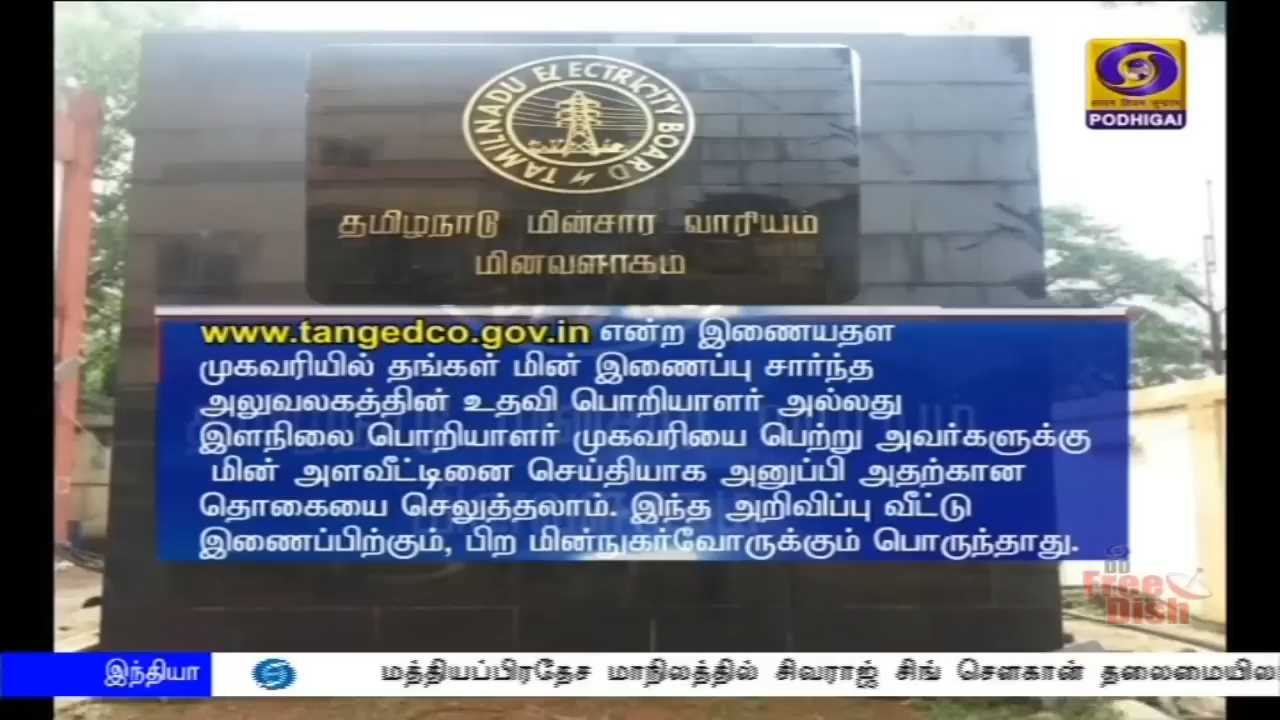 TAMILNADU ELECTRICITY BOARD
தமிழ்நாடு மின்சார வாரியம்
மின்வளாகம்
PODHIGAI
www.tangedco.gov.in என்ற இணையதள
முகவரியில் தங்கள் மின் இணைப்பு சார்ந்த
அலுவலகத்தின் உதவி பொறியாளர் அல்லது
இளநிலை பொறியாளர் முகவரியை பெற்று அவர்களுக்கு
மின் அளவீட்டினை செய்தியாக அனுப்பி அதற்கான
தொகையை செலுத்தலாம். இந்த அறிவிப்பு வீட்டு
இணைப்பிற்கும், பிற மின்நுகர்வோருக்கும் பொருந்தாது.
DD
Free
Dish
இந்தியா
மத்தியப்பிரதேச மாநிலத்தில் சிவராஜ் சிங் சௌகான் தலைமையில